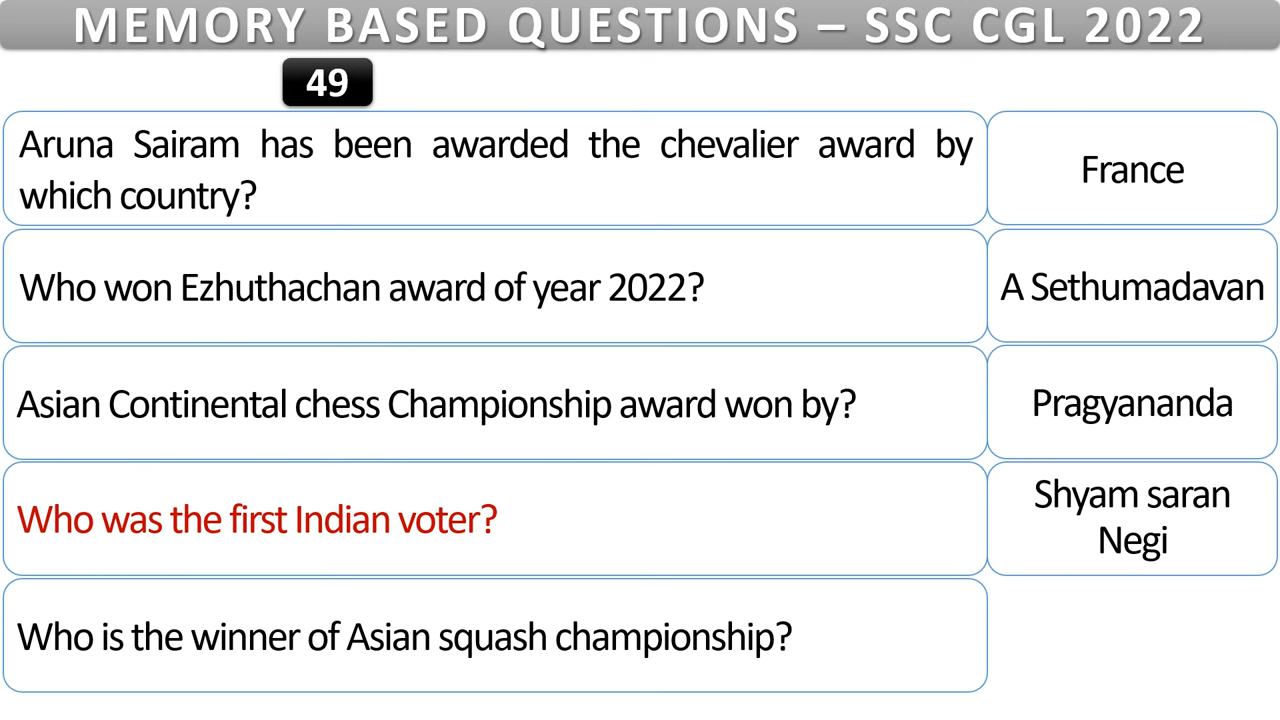 MEMORY BASED QUESTIONS – SSC CGL 2022
49
Aruna Sairam has been awarded the chevalier award by
which country?
France
Who won Ezhuthachan award of year 2022?
A Sethumadavan
Asian Continental chess Championship award won by?
Pragyananda
Who was the first Indian voter?
Shyam saran
Negi
Who is the winner of Asian squash championship?